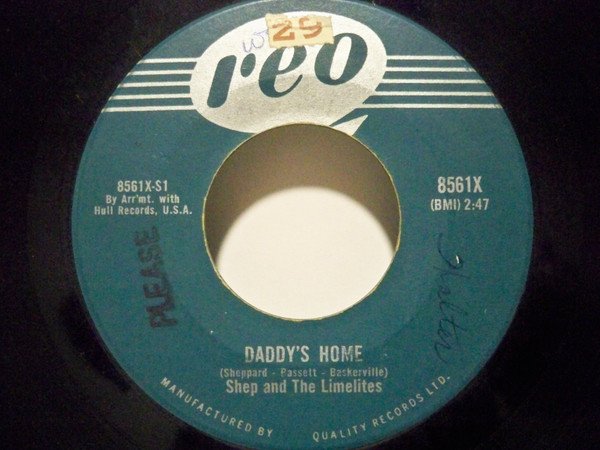 29
reo
8561X-S1
By Arr'mt. with
Hull Records, U.S.A.
8561X
(BMI) 2:47
PLEASE
DADDY'S HOME
(Sheppard - Passett - Baskerville)
Shep and The Limelites
MANUFACTURED BY QUALITY RECORDS LTD.